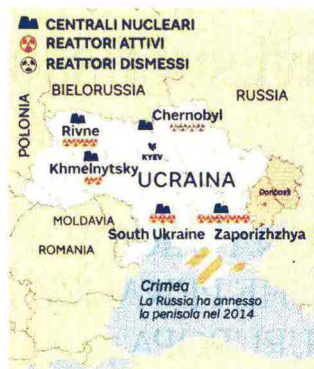 CENTRALI NUCLEARI
REATTORI ATTIVI
REATTORI DISMESSI
BIELORUSSIA
RUSSIA
POLONIA
Chernobyl
Rivne
KYEV
Khmelnytsky
UCRAINA
Donbass
MOLDAVIA
South Ukraine
Zaporizhzhya
ROMANIA
Crimea
La Russia ha annesso
la penisola nel 2014